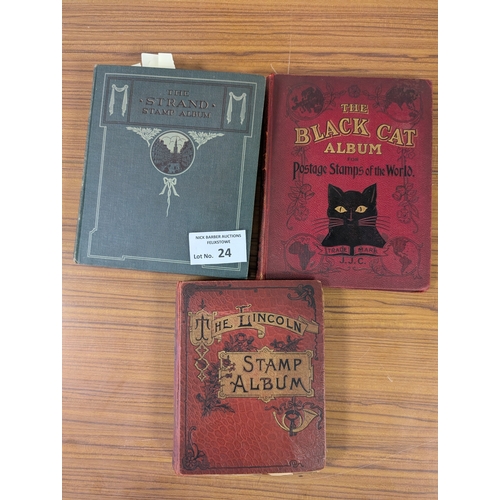 THE
STRAND
STAMP ALBUM
NICK BARBER AUCTIONS
FELIXSTOWE
Lot No. 24
THE
BLACK CAT
ALBUM
FOR
Postage Stamps of the World.
TRADE MARK
J.J.C.
THE LINCOLN
STAMP
ALBUM